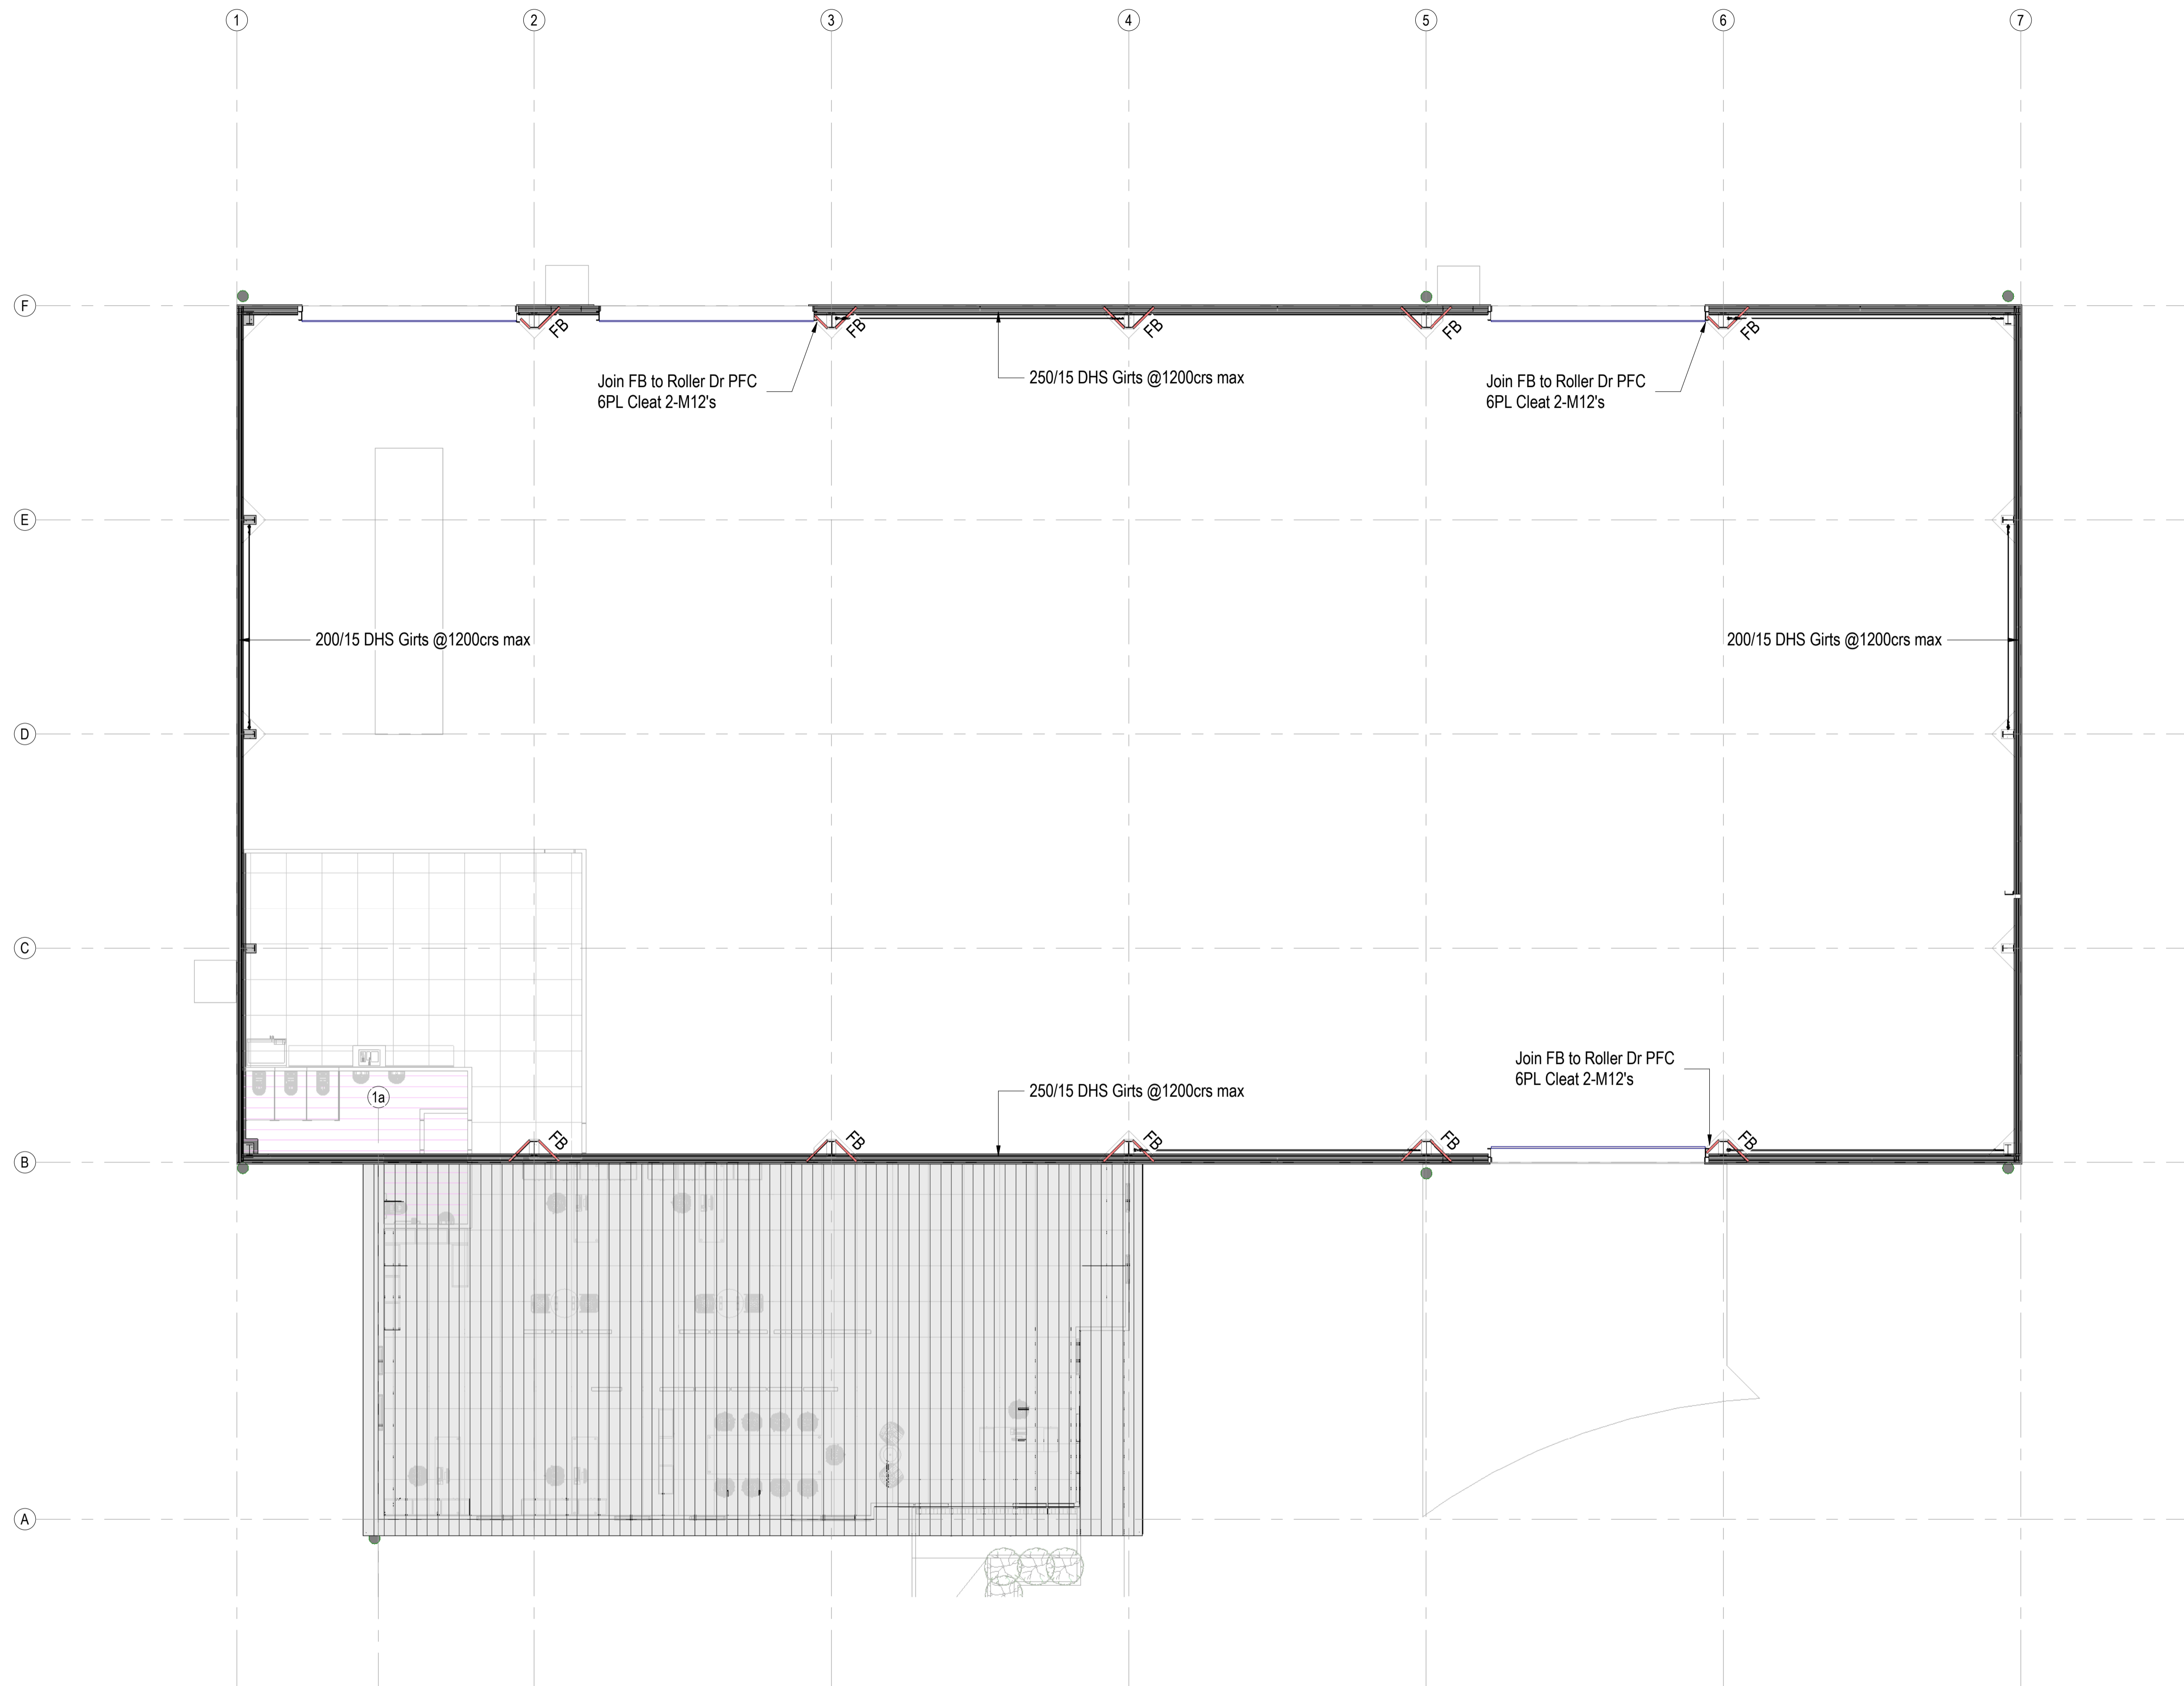 1
2
3
4
5
6
7
F
FB
FB
FB
FB
FB
Join FB to Roller Dr PFC
6PL Cleat 2-M12's
250/15 DHS Girts @1200crs max
Join FB to Roller Dr PFC
6PL Cleat 2-M12's
E
200/15 DHS Girts @1200crs max
200/15 DHS Girts @1200crs max
D
C
Join FB to Roller Dr PFC
6PL Cleat 2-M12's
250/15 DHS Girts @1200crs max
1a
FB
FB
FB
FB
FB
B
A